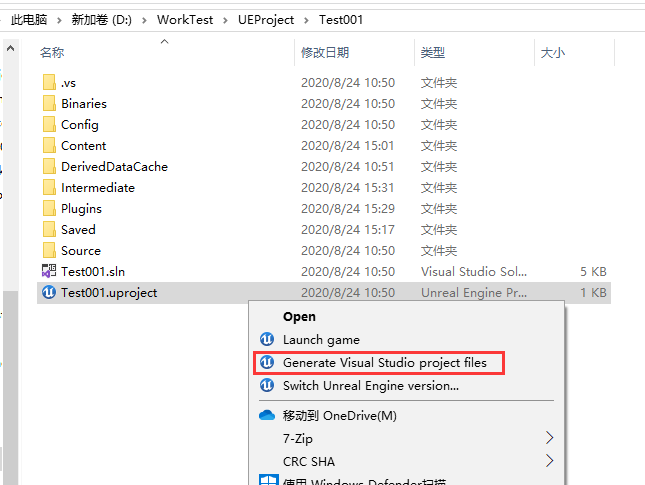 此电脑 › 新加卷 (D:) › WorkTest › UEProject › Test001
名称 修改日期 类型 大小
.vs 2020/8/24 10:50 文件夹
Binaries 2020/8/24 10:50 文件夹
Config 2020/8/24 10:50 文件夹
Content 2020/8/24 15:01 文件夹
DerivedDataCache 2020/8/24 10:51 文件夹
Intermediate 2020/8/24 15:31 文件夹
Plugins 2020/8/24 15:29 文件夹
Saved 2020/8/24 15:17 文件夹
Source 2020/8/24 10:50 文件夹
Test001.sln 2020/8/24 10:50 Visual Studio Sol... 5 KB
Test001.uproject 2020/8/24 10:50 Unreal Engine Pr... 1 KB
Open
Launch game
Generate Visual Studio project files
Switch Unreal Engine version...
移动到 OneDrive(M)
7-Zip
CRC SHA
使用 Windows Defender扫描